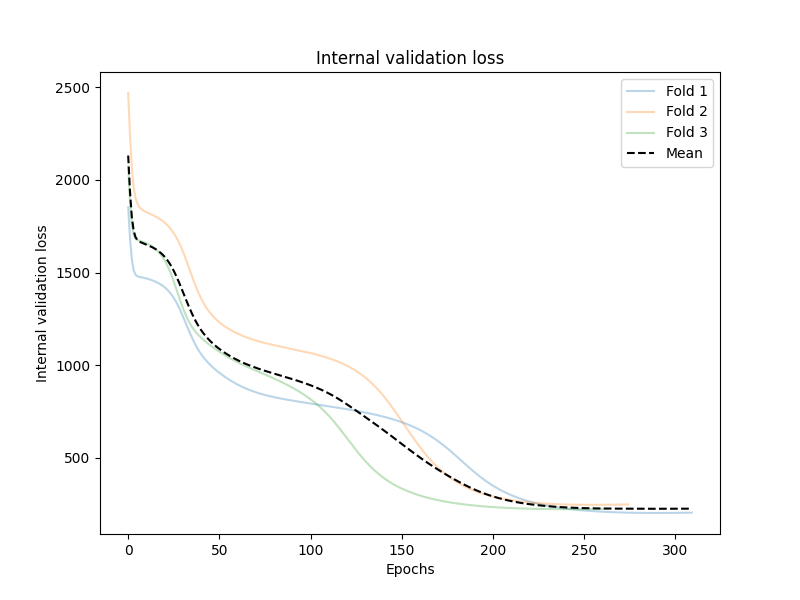 Internal validation loss
Fold 1
Fold 2
Fold 3
Mean
Internal validation loss
2500
2000
1500
1000
500
0 50 100 150 200 250 300
Epochs